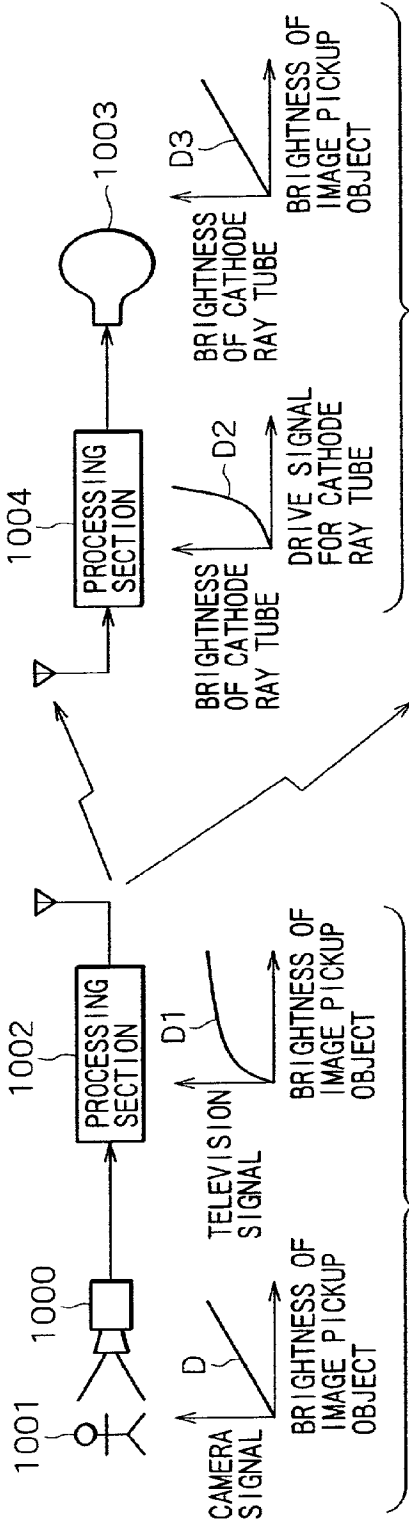 1001
1000
1002
PROCESSING
SECTION
1004
PROCESSING
SECTION
1003
CAMERA
SIGNAL
D
BRIGHTNESS OF
IMAGE PICKUP
OBJECT
TELEVISION
SIGNAL
D1
BRIGHTNESS OF
IMAGE PICKUP
OBJECT
BRIGHTNESS
OF CATHODE
RAY TUBE
D2
DRIVE SIGNAL
FOR CATHODE
RAY TUBE
BRIGHTNESS
OF CATHODE
RAY TUBE
D3
BRIGHTNESS OF
IMAGE PICKUP
OBJECT